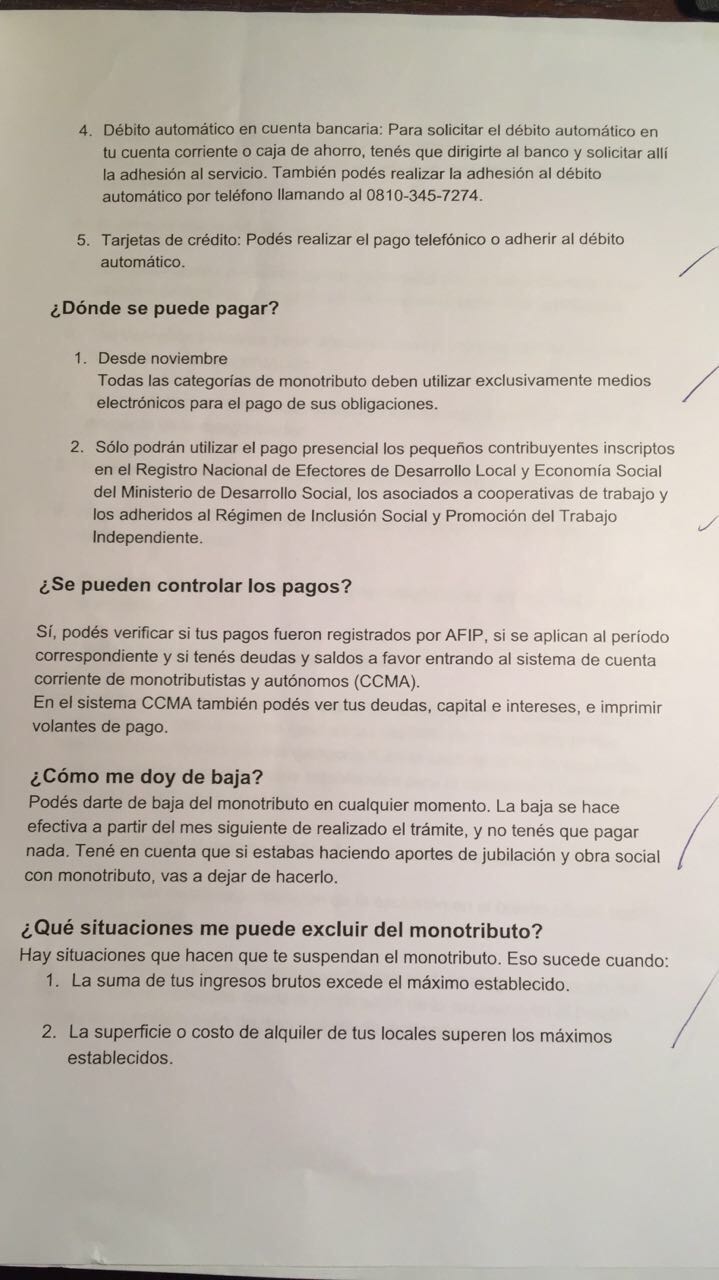 4. Débito automático en cuenta bancaria: Para solicitar el débito automático en
tu cuenta corriente o caja de ahorro, tenés que dirigirte al banco y solicitar allí
la adhesión al servicio. También podés realizar la adhesión al débito
automático por teléfono llamando al 0810-345-7274.
5. Tarjetas de crédito: Podés realizar el pago telefónico o adherir al débito
automático.
¿Dónde se puede pagar?
1. Desde noviembre
Todas las categorías de monotributo deben utilizar exclusivamente medios
electrónicos para el pago de sus obligaciones.
2. Sólo podrán utilizar el pago presencial los pequeños contribuyentes inscriptos
en el Registro Nacional de Efectores de Desarrollo Local y Economía Social
del Ministerio de Desarrollo Social, los asociados a cooperativas de trabajo y
los adheridos al Régimen de Inclusión Social y Promoción del Trabajo
Independiente.
¿Se pueden controlar los pagos?
Sí, podés verificar si tus pagos fueron registrados por AFIP, si se aplican al período
correspondiente y si tenés deudas y saldos a favor entrando al sistema de cuenta
corriente de monotributistas y autónomos (CCMA).
En el sistema CCMA también podés ver tus deudas, capital e intereses, e imprimir
volantes de pago.
¿Cómo me doy de baja?
Podés darte de baja del monotributo en cualquier momento. La baja se hace
efectiva a partir del mes siguiente de realizado el trámite, y no tenés que pagar
nada. Tené en cuenta que si estabas haciendo aportes de jubilación y obra social
con monotributo, vas a dejar de hacerlo.
¿Qué situaciones me puede excluir del monotributo?
Hay situaciones que hacen que te suspendan el monotributo. Eso sucede cuando:
1. La suma de tus ingresos brutos excede el máximo establecido.
2. La superficie o costo de alquiler de tus locales superen los máximos
establecidos.